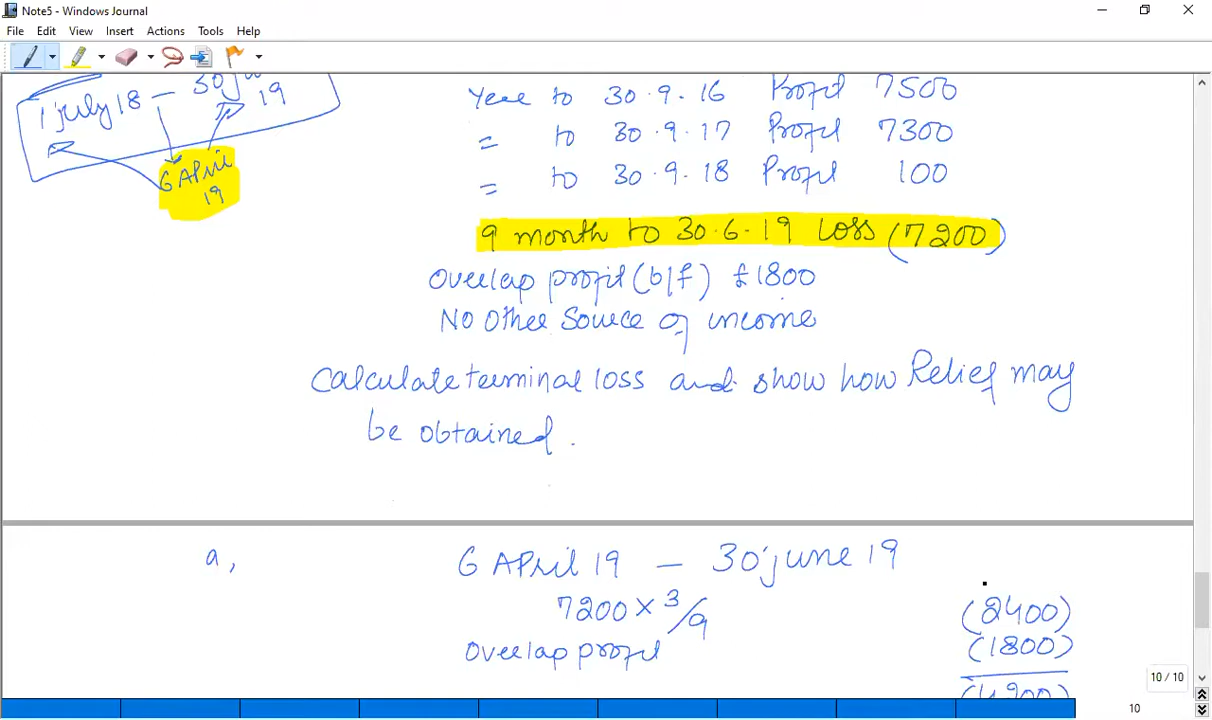 Note5 - Windows Journal
File Edit View Insert Actions Tools Help
1 july 18 — 30 ju 19
6 April 19
Year to 30.9.16 Profit 7500
= to 30.9.17 Profit 7300
= to 30.9.18 Profit 100
9 month to 30.6.19 Loss (7200)
Overlap profit (b/f) £1800
No Other Source of income
Calculate terminal loss and show how Relief may
be obtained.
a, 6 April 19 — 30 june 19
7200 × 3/9 (2400)
Overlap profit (1800)
10 / 10
10